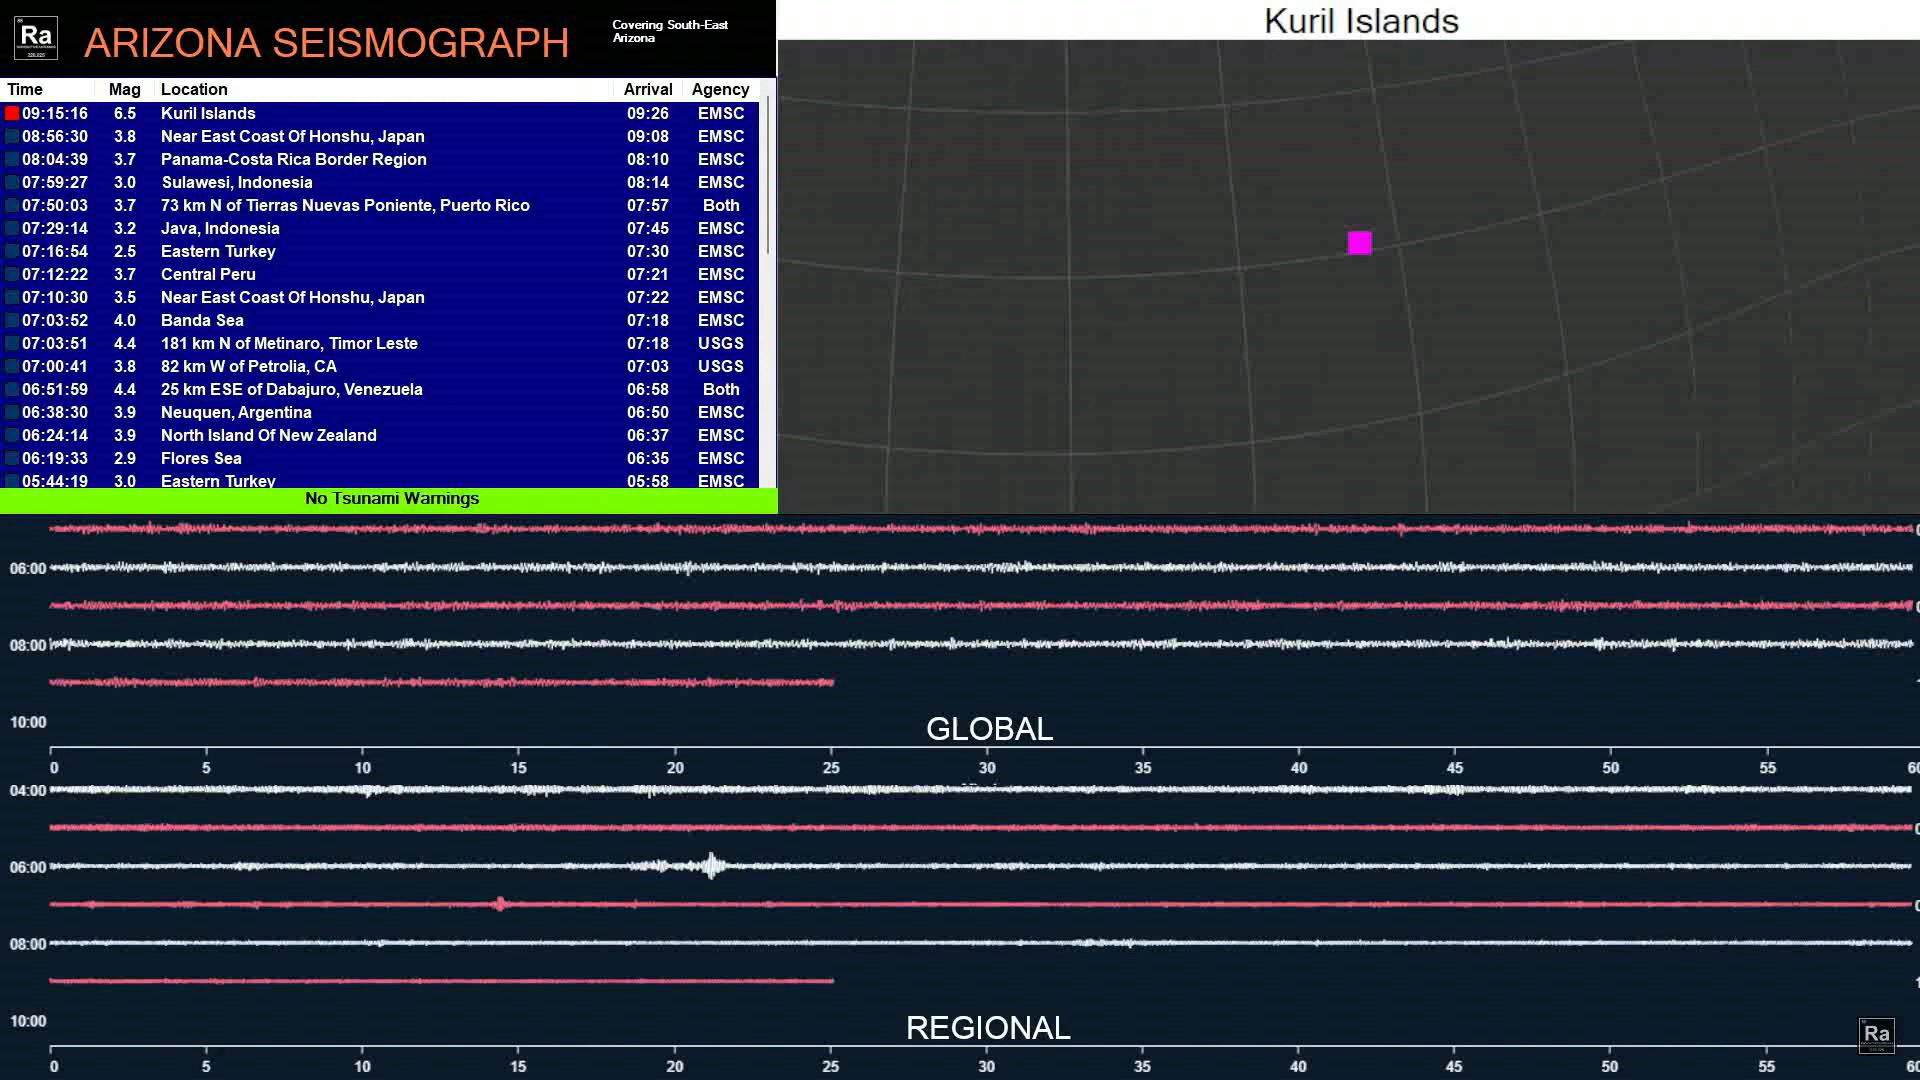 Ra
ARIZONA SEISMOGRAPH
Covering South-East
Arizona
Kuril Islands
Time Mag Location Arrival Agency
09:15:16 6.5 Kuril Islands 09:26 EMSC
08:56:30 3.8 Near East Coast Of Honshu, Japan 09:08 EMSC
08:04:39 3.7 Panama-Costa Rica Border Region 08:10 EMSC
07:59:27 3.0 Sulawesi, Indonesia 08:14 EMSC
07:50:03 3.7 73 km N of Tierras Nuevas Poniente, Puerto Rico 07:57 Both
07:29:14 3.2 Java, Indonesia 07:45 EMSC
07:16:54 2.5 Eastern Turkey 07:30 EMSC
07:12:22 3.7 Central Peru 07:21 EMSC
07:10:30 3.5 Near East Coast Of Honshu, Japan 07:22 EMSC
07:03:52 4.0 Banda Sea 07:18 EMSC
07:03:51 4.4 181 km N of Metinaro, Timor Leste 07:18 USGS
07:00:41 3.8 82 km W of Petrolia, CA 07:03 USGS
06:51:59 4.4 25 km ESE of Dabajuro, Venezuela 06:58 Both
06:38:30 3.9 Neuquen, Argentina 06:50 EMSC
06:24:14 3.9 North Island Of New Zealand 06:37 EMSC
06:19:33 2.9 Flores Sea 06:35 EMSC
05:44:19 3.0 Eastern Turkey 05:58 EMSC
No Tsunami Warnings
06:00
08:00
10:00
GLOBAL
0 5 10 15 20 25 30 35 40 45 50 55 60
04:00
06:00
08:00
10:00
REGIONAL
Ra
0 5 10 15 20 25 30 35 40 45 50 55 60